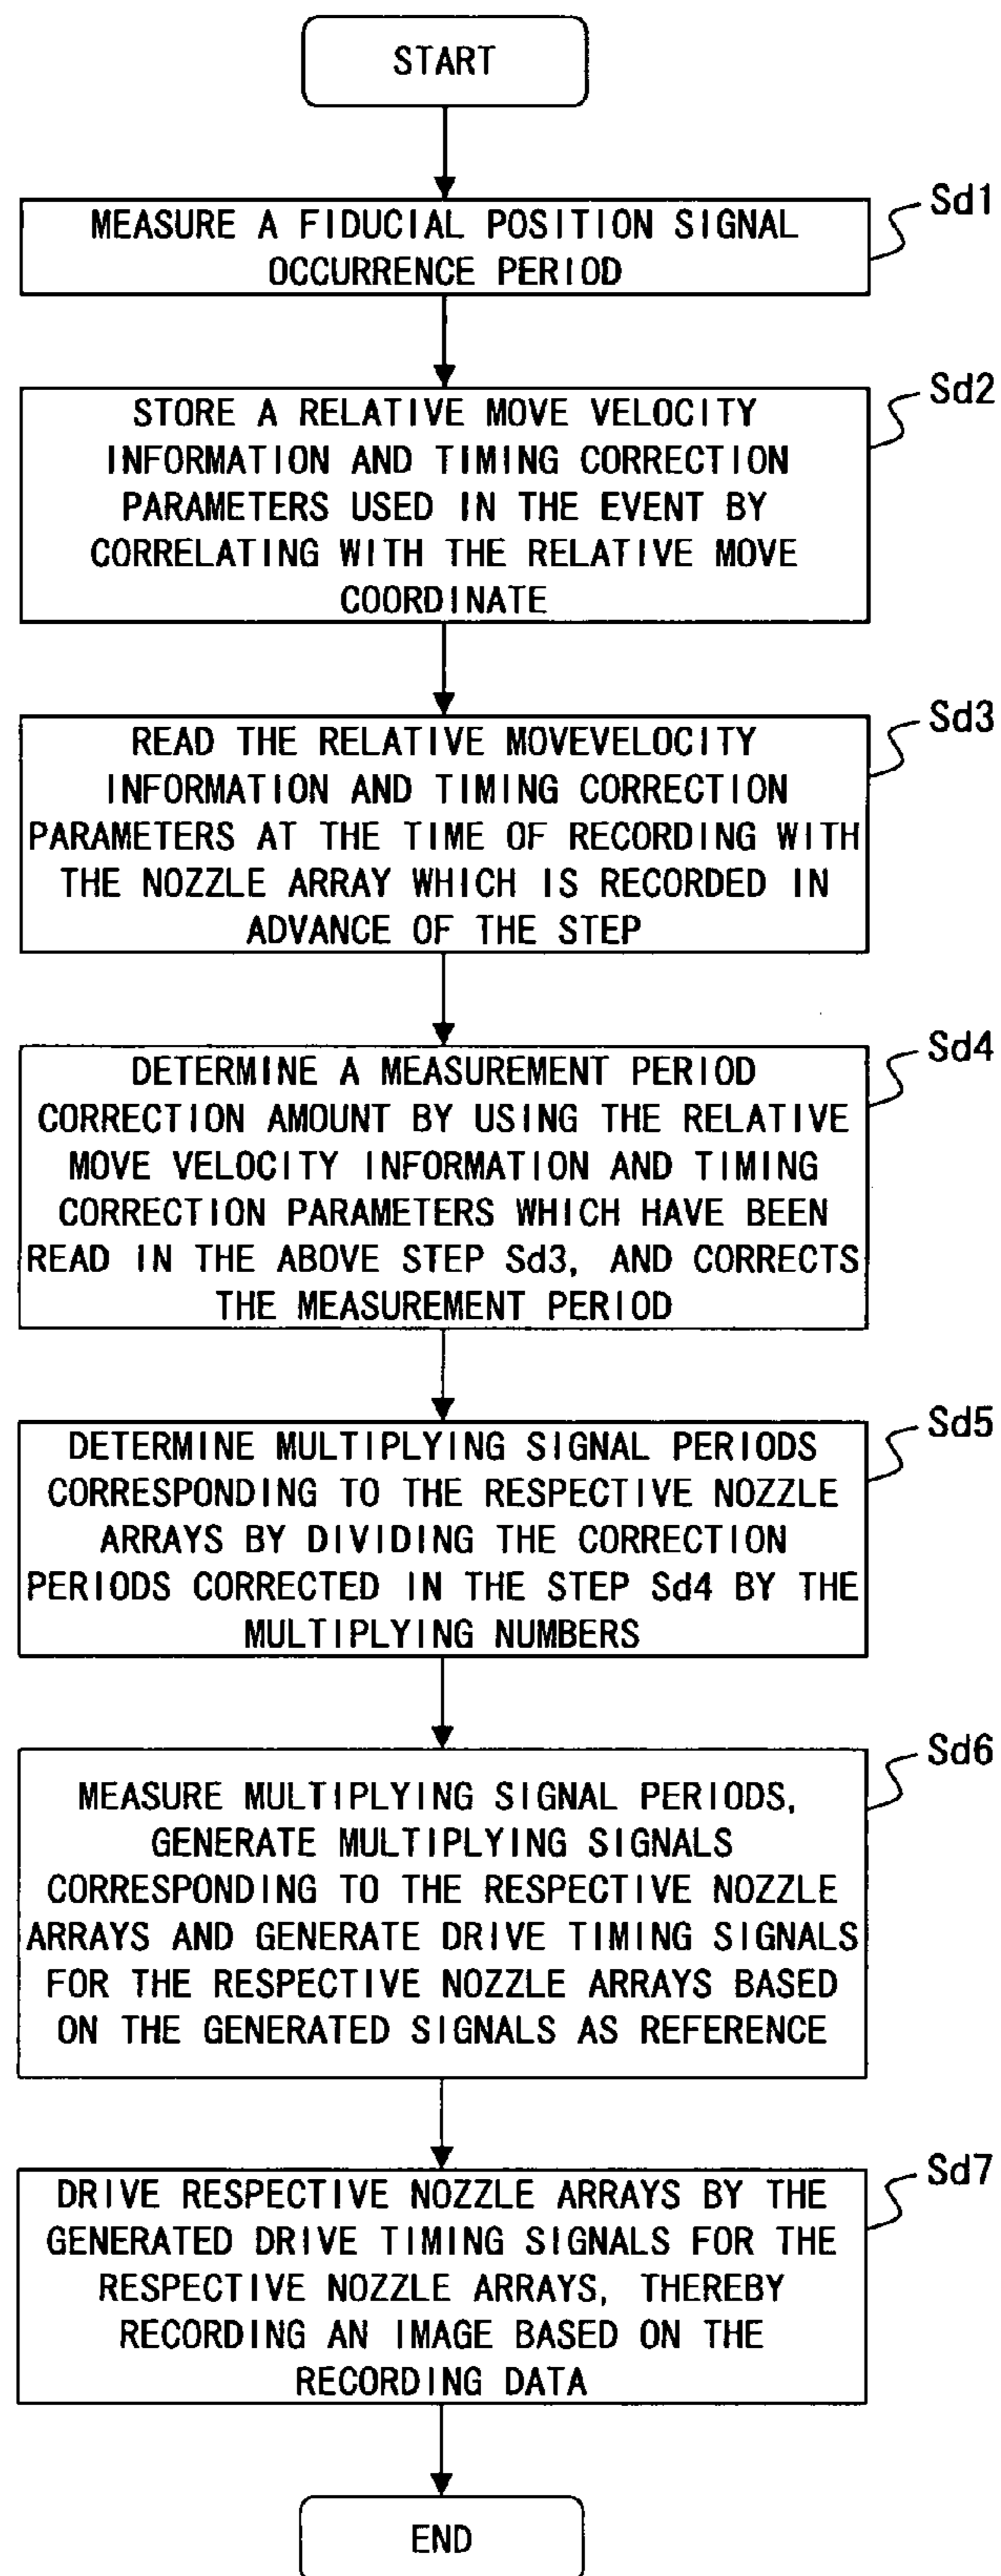 START
Sd1
MEASURE A FIDUCIAL POSITION SIGNAL
OCCURRENCE PERIOD
Sd2
STORE A RELATIVE MOVE VELOCITY
INFORMATION AND TIMING CORRECTION
PARAMETERS USED IN THE EVENT BY
CORRELATING WITH THE RELATIVE MOVE
COORDINATE
Sd3
READ THE RELATIVE MOVEVELOCITY
INFORMATION AND TIMING CORRECTION
PARAMETERS AT THE TIME OF RECORDING WITH
THE NOZZLE ARRAY WHICH IS RECORDED IN
ADVANCE OF THE STEP
Sd4
DETERMINE A MEASUREMENT PERIOD
CORRECTION AMOUNT BY USING THE RELATIVE
MOVE VELOCITY INFORMATION AND TIMING
CORRECTION PARAMETERS WHICH HAVE BEEN
READ IN THE ABOVE STEP Sd3, AND CORRECTS
THE MEASUREMENT PERIOD
Sd5
DETERMINE MULTIPLYING SIGNAL PERIODS
CORRESPONDING TO THE RESPECTIVE NOZZLE
ARRAYS BY DIVIDING THE CORRECTION
PERIODS CORRECTED IN THE STEP Sd4 BY THE
MULTIPLYING NUMBERS
Sd6
MEASURE MULTIPLYING SIGNAL PERIODS,
GENERATE MULTIPLYING SIGNALS
CORRESPONDING TO THE RESPECTIVE NOZZLE
ARRAYS AND GENERATE DRIVE TIMING SIGNALS
FOR THE RESPECTIVE NOZZLE ARRAYS BASED
ON THE GENERATED SIGNALS AS REFERENCE
Sd7
DRIVE RESPECTIVE NOZZLE ARRAYS BY THE
GENERATED DRIVE TIMING SIGNALS FOR THE
RESPECTIVE NOZZLE ARRAYS, THEREBY
RECORDING AN IMAGE BASED ON THE
RECORDING DATA
END